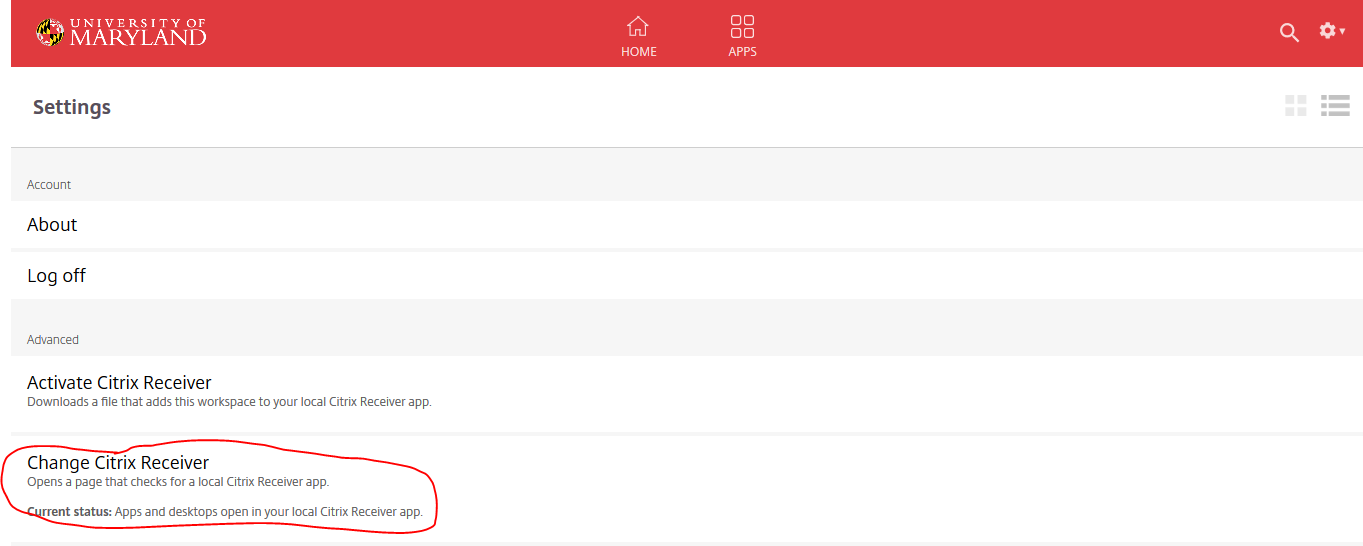 UNIVERSITY OF
MARYLAND
HOME
APPS
Settings
Account
About
Log off
Advanced
Activate Citrix Receiver
Downloads a file that adds this workspace to your local Citrix Receiver app.
Change Citrix Receiver
Opens a page that checks for a local Citrix Receiver app.
Current status: Apps and desktops open in your local Citrix Receiver app.